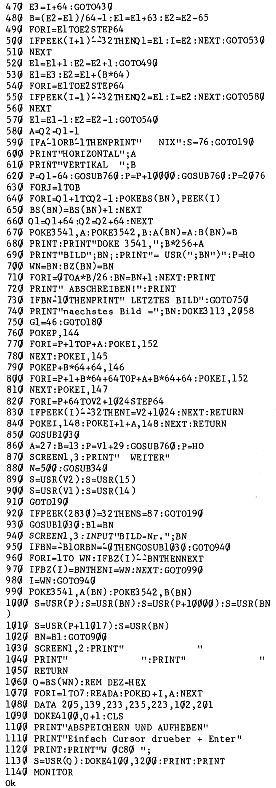 470 E3=I+64:GOTO430
480 B=(E2-E1)/64-1:E1=E1+63:E2=E2-65
490 FORI=E1TOE2STEP64
500 IFPEEK(I+1)=32THENQ1=E1:I=E2:NEXT:GOTO530
510 NEXT
520 E1=E1+1:E2=E2+1:GOTO490
530 E1=E3:E2=E1+(B*64)
540 FORI=E1TOE2STEP64
550 IFPEEK(I-1)=32THENQ2=E1:I=E2:NEXT:GOTO580
560 NEXT
570 E1=E1-1:E2=E2-1:GOTO540
580 A=Q2-Q1-1
590 IFA=1ORB=1THENPRINT"   NIX":S=76:GOTO190
600 PRINT"HORIZONTAL";A
610 PRINT"VERTIKAL  ";B
620 P=Q1-64:GOSUB760:P=P+10000:GOSUB760:P=2076
630 FORJ=1TOB
640 FORI=Q1+1TOQ2-1:POKEBS(BN),PEEK(I)
650 BS(BN)=BS(BN)+1:NEXT
660 Q1=Q1+64:Q2=Q2+64:NEXT
670 POKE3541,A:POKE3542,B:A(BN)=A:B(BN)=B
680 PRINT:PRINT"DOKE 3541,";B*256+A
690 PRINT"BILD";BN;:PRINT"= USR(";BN")":P=HO
700 WN=BN:BZ(BN)=BN
710 FORI=0TOA*B/26:BN=BN+1:NEXT:PRINT
720 PRINT" ABSCHREIBEN!":PRINT
730 IFBN=10THENPRINT" LETZTES BILD":GOTO750
740 PRINT"naechstes Bild =";BN:DOKE3113,2058
750 G1=46:GOTO180
760 POKEP,144
770 FORI=P+1TOP+A:POKEI,152
780 NEXT:POKEI,145
790 POKEP+B*64+64,146
800 FORI=P+1+B*64+64TOP+A+B*64+64:POKEI,152
810 NEXT:POKEI,147
820 FORI=P+64TOV2+1024STEP64
830 IFPEEK(I)=32THENI=V2+1024:NEXT:RETURN
840 POKEI,148:POKEI+1+A,148:NEXT:RETURN
850 GOSUB1030
860 A=27:B=13:P=V1+29:GOSUB760:P=HO
870 SCREEN1,3:PRINT"  WEITER"
880 N=500:GOSUB340
890 S=USR(V2):S=USR(15)
900 S=USR(V1):S=USR(14)
910 GOTO190
920 IFPEEK(2830)=32THENS=87:GOTO190
930 GOSUB1030:B1=BN
940 SCREEN1,3:INPUT"BILD-Nr.";BN
950 IFBN=B1ORBN=0THENGOSUB1030:GOTO940
960 FORI=1TO WN:IFBZ(I)=BNTHENNEXT
970 IFBZ(I)=BNTHENI=WN:NEXT:GOTO990
980 I=WN:GOTO940
990 POKE3541,A(BN):POKE3542,B(BN)
1000 S=USR(P):S=USR(BN):S=USR(P+10000):S=USR(BN
)
1010 S=USR(P+11017):S=USR(BN)
1020 BN=B1:GOTO900
1030 SCREEN1,2:PRINT"            "
1040 PRINT"            ":PRINT"            "
1050 RETURN
1060 Q=BS(WN):REM DEZ-HEX
1070 FORI=1TO7:READA:POKEQ+I,A:NEXT
1080 DATA 205,139,233,235,223,102,201
1090 DOKE4100,Q+1:CLS
1100 PRINT"ABSPEICHERN UND AUFHEBEN"
1110 PRINT"Einfach Cursor drueber + Enter"
1120 PRINT:PRINT"W 0C80 ";
1130 S=USR(Q):DOKE4100,3200:PRINT:PRINT
1140 MONITOR
Ok